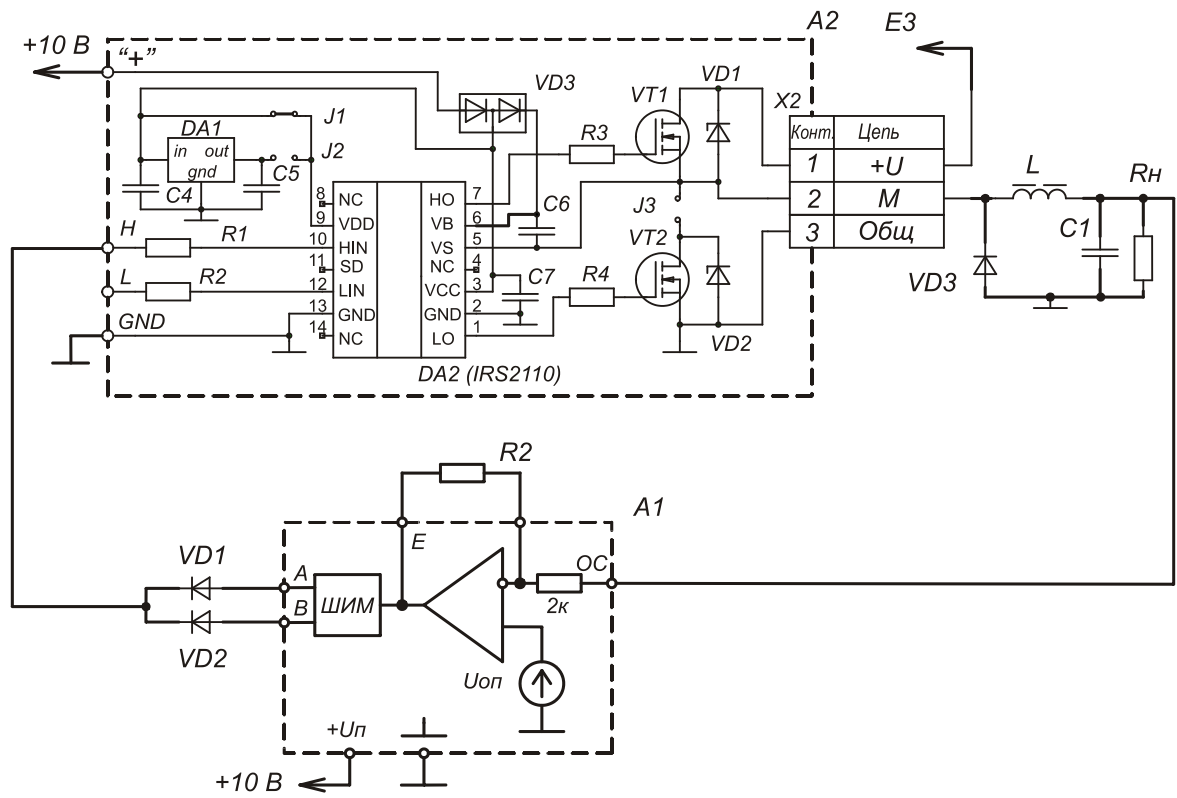 A2
E3
+10 В
“+”
VD3
VD1
VT1
X2
J1
DA1
in out
gnd
J2
R3
C4
C5
Конт. Цепь
1 +U
2 M
3 Общ
L
Rн
C1
VD3
8 NC
9 VDD
10 HIN
11 SD
12 LIN
13 GND
14 NC
HO 7
VB 6
VS 5
NC 4
VCC 3
GND 2
LO 1
C6
J3
VT2
C7
R4
VD2
H
R1
L
R2
GND
DA2 (IRS2110)
R2
A1
E
OC
2к
VD1
A
ШИМ
B
VD2
Uоп
+Uп
+10 В